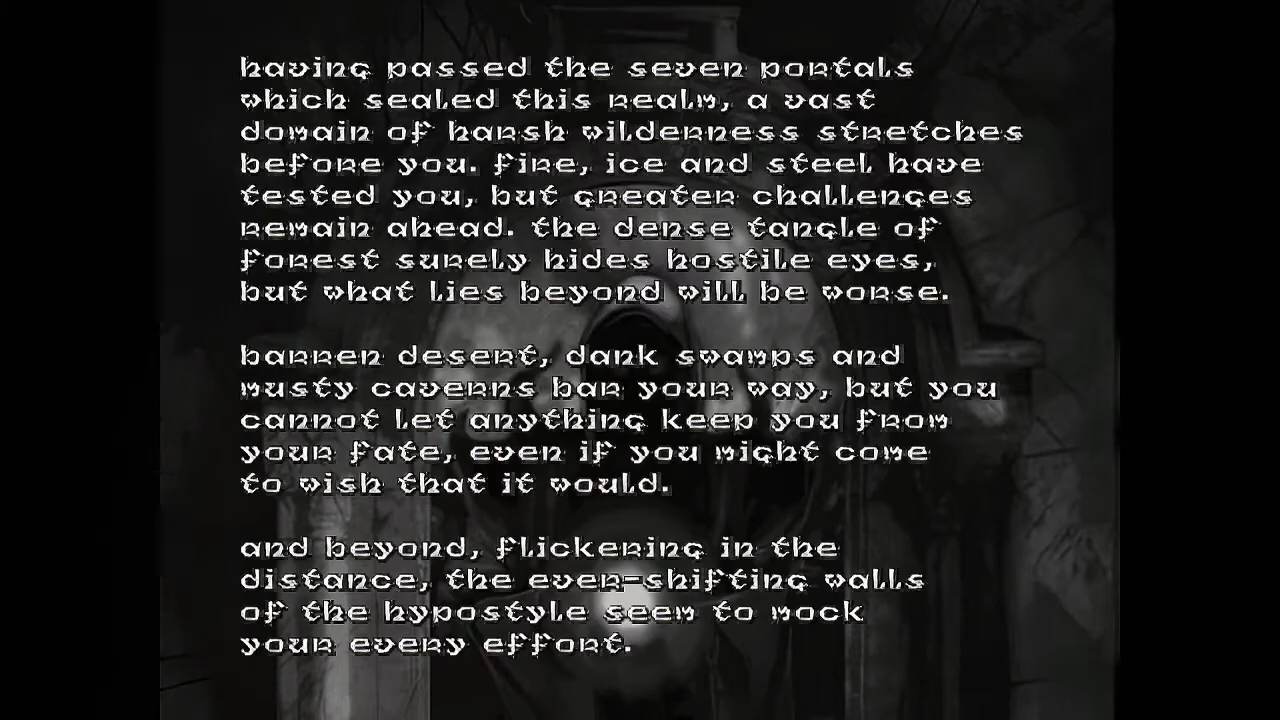 having passed the seven portals
which sealed this realm, a vast
domain of harsh wilderness stretches
before you. fire, ice and steel have
tested you, but greater challenges
remain ahead. the dense tangle of
forest surely hides hostile eyes,
but what lies beyond will be worse.
barren desert, dank swamps and
musty caverns bar your way, but you
cannot let anything keep you from
your fate, even if you might come
to wish that it would.
and beyond, flickering in the
distance, the ever-shifting walls
of the hypostyle seem to mock
your every effort.